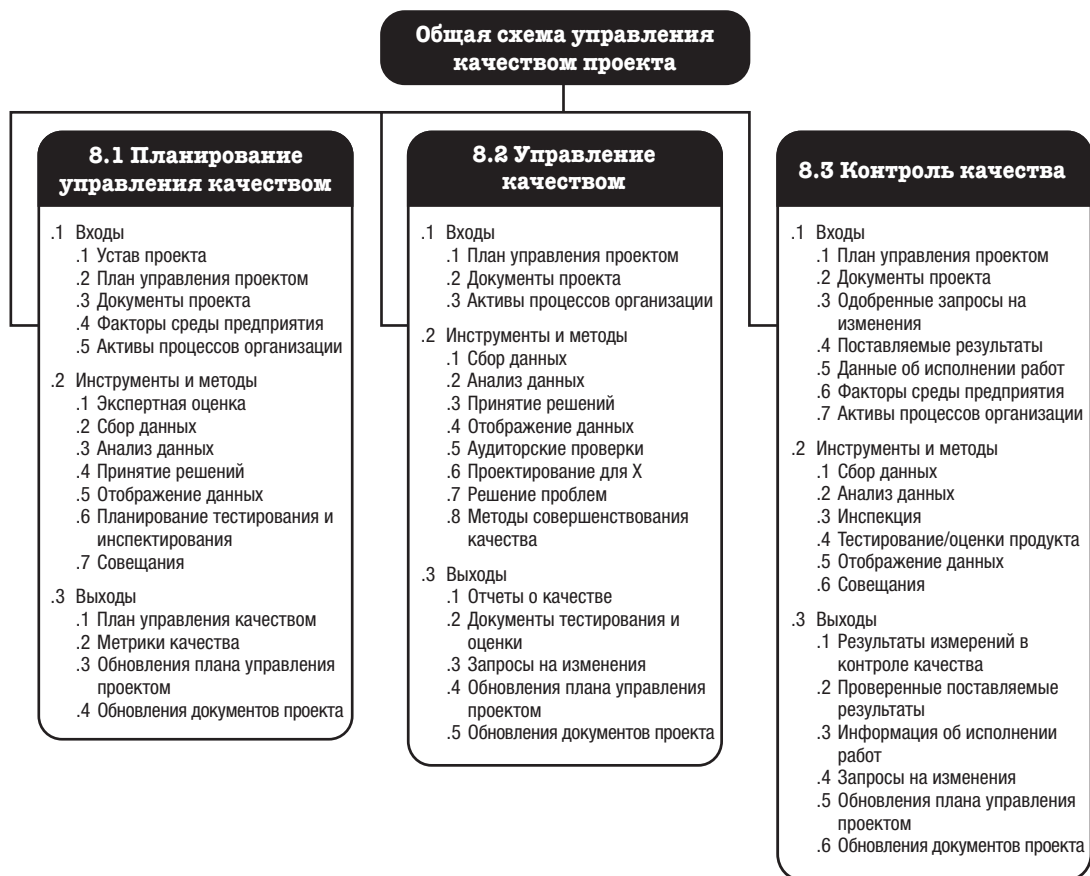 Общая схема управления
качеством проекта
8.1 Планирование
управления качеством
.1 Входы
.1 Устав проекта
.2 План управления проектом
.3 Документы проекта
.4 Факторы среды предприятия
.5 Активы процессов организации
.2 Инструменты и методы
.1 Экспертная оценка
.2 Сбор данных
.3 Анализ данных
.4 Принятие решений
.5 Отображение данных
.6 Планирование тестирования и
инспектирования
.7 Совещания
.3 Выходы
.1 План управления качеством
.2 Метрики качества
.3 Обновления плана управления
проектом
.4 Обновления документов проекта
8.2 Управление
качеством
.1 Входы
.1 План управления проектом
.2 Документы проекта
.3 Активы процессов организации
.2 Инструменты и методы
.1 Сбор данных
.2 Анализ данных
.3 Принятие решений
.4 Отображение данных
.5 Аудиторские проверки
.6 Проектирование для X
.7 Решение проблем
.8 Методы совершенствования
качества
.3 Выходы
.1 Отчеты о качестве
.2 Документы тестирования и
оценки
.3 Запросы на изменения
.4 Обновления плана управления
проектом
.5 Обновления документов проекта
8.3 Контроль качества
.1 Входы
.1 План управления проектом
.2 Документы проекта
.3 Одобренные запросы на
изменения
.4 Поставляемые результаты
.5 Данные об исполнении работ
.6 Факторы среды предприятия
.7 Активы процессов организации
.2 Инструменты и методы
.1 Сбор данных
.2 Анализ данных
.3 Инспекция
.4 Тестирование/оценки продукта
.5 Отображение данных
.6 Совещания
.3 Выходы
.1 Результаты измерений в
контроле качества
.2 Проверенные поставляемые
результаты
.3 Информация об исполнении
работ
.4 Запросы на изменения
.5 Обновления плана управления
проектом
.6 Обновления документов проекта